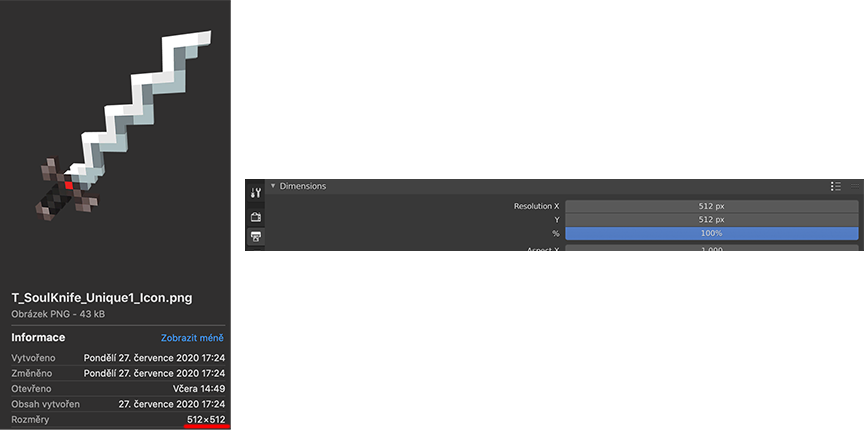 T_SoulKnife_Unique1_Icon.png
Obrázek PNG - 43 kB
Informace Zobrazit méně
Vytvořeno Pondělí 27. července 2020 17:24
Změněno Pondělí 27. července 2020 17:24
Otevřeno Včera 14:49
Obsah vytvořen 27. července 2020 17:24
Rozměry 512×512
Dimensions
Resolution X 512 px
Y 512 px
% 100%
Aspect X 1.000